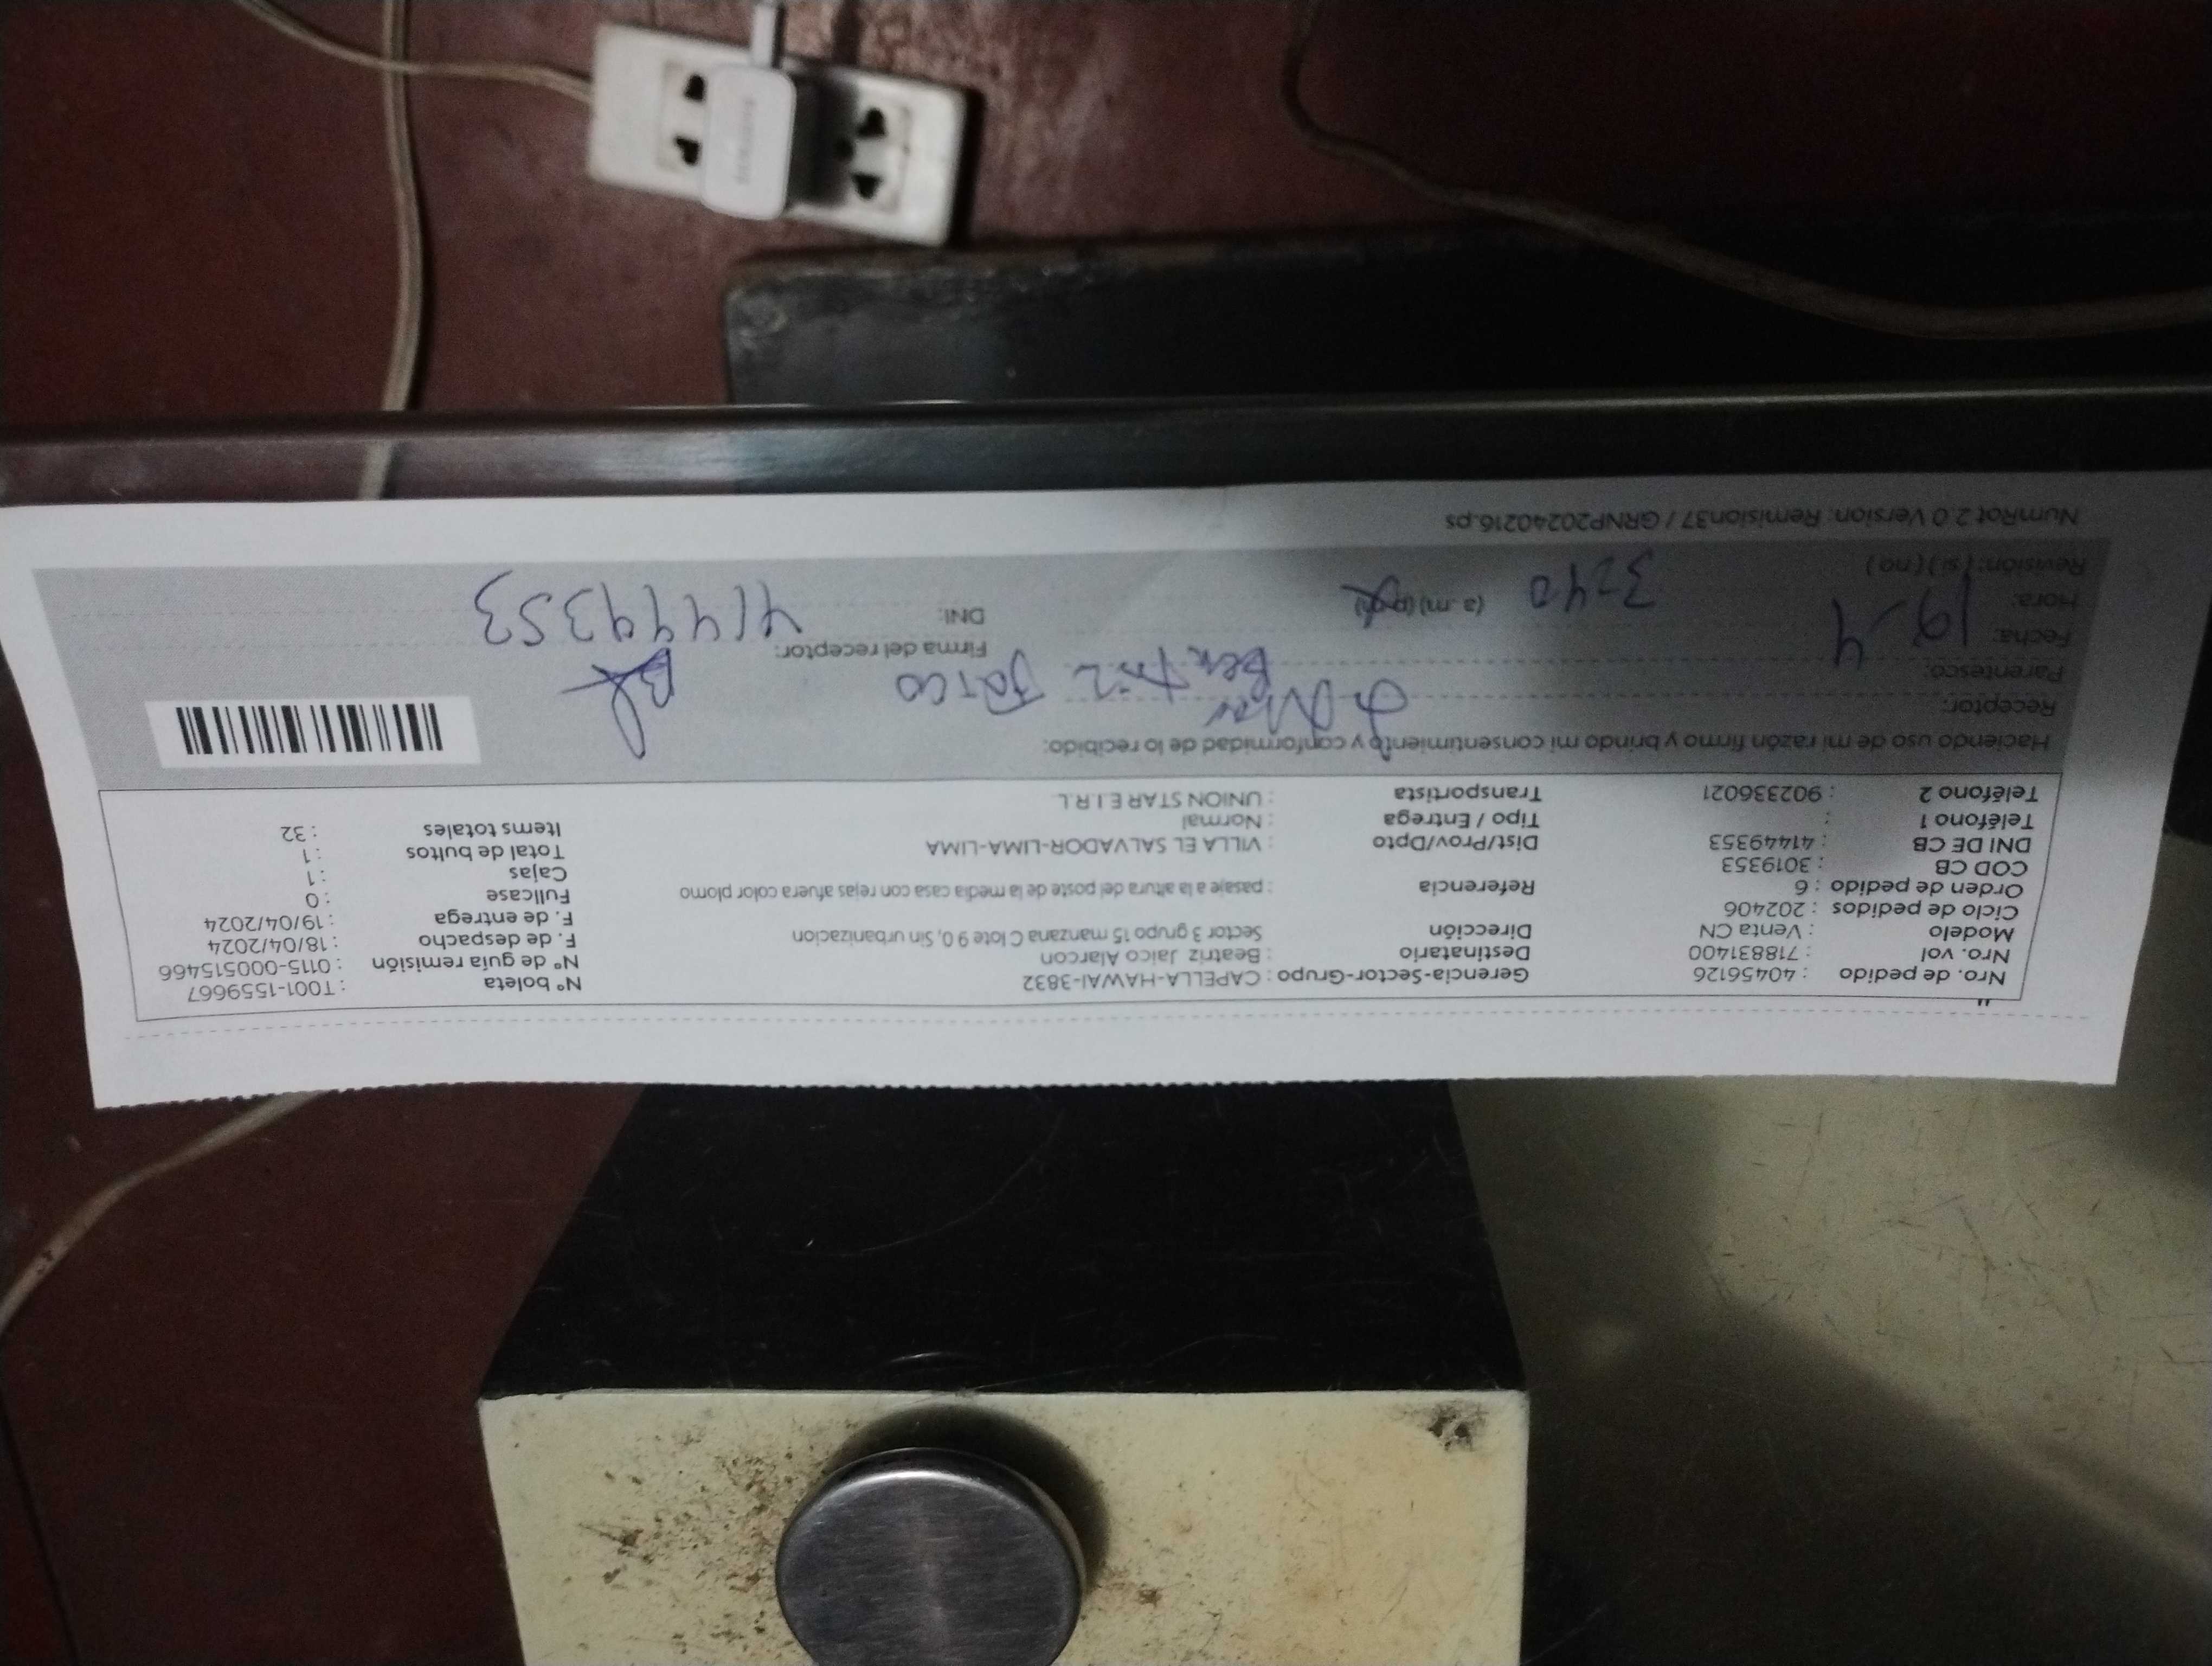 Nro. de pedido : 40456126 Gerencia-Sector-Grupo : CAPELLA-HAWAI-3832 Nº boleta : T001-1559667
Nro. vol : 718831400 Destinatario : Beatriz Jaico Alarcon Nº de guía remisión : 0115-000515466
Modelo : Venta CN Dirección Sector 3 grupo 15 manzana C lote 9 0, Sin urbanizacion F. de despacho : 18/04/2024
Ciclo de pedidos : 202406 F. de entrega : 19/04/2024
Orden de pedido : 6 Referencia : pasaje a la altura del poste de la media casa con rejas afuera color plomo Fullcase : 0
COD CB : 3019353 Cajas : 1
DNI DE CB : 41449353 Dist/Prov/Dpto : VILLA EL SALVADOR-LIMA-LIMA Total de bultos : 1
Teléfono 1 : Tipo / Entrega : Normal Items totales : 32
Teléfono 2 : 902336021 Transportista : UNION STAR E.I.R.L.
Haciendo uso de mi razón firmo y brindo mi consentimiento y conformidad de lo recibido:
Receptor:
Parentesco: Jaico Firma del receptor:
Fecha: 19-4 DNI: 41449353
Hora: 3:40 (a. m) (p.m)
Revisión: (si) (no)
NumRot 2.0 Version: Remision37 / GRNP20240216.ps